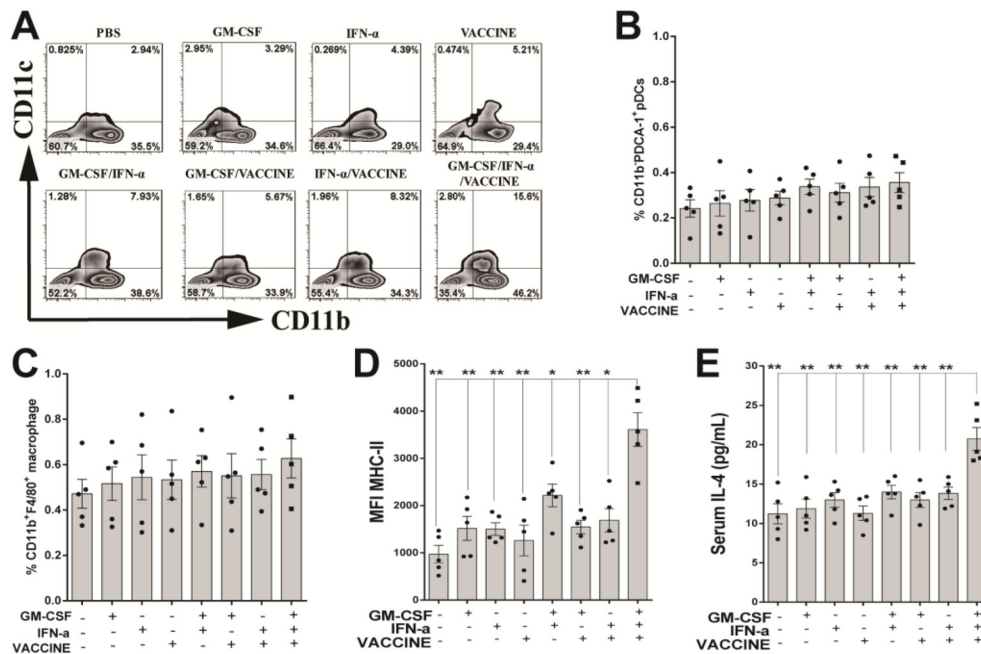 A
PBS
GM-CSF
IFN-α
VACCINE
0.825% 2.94%
2.95% 3.29%
0.269% 4.39%
0.474% 5.21%
60.7% 35.5%
59.2% 34.6%
66.4% 29.0%
64.9% 29.4%
GM-CSF/IFN-α
GM-CSF/VACCINE
IFN-α/VACCINE
GM-CSF/IFN-α
/VACCINE
1.28% 7.93%
1.65% 5.67%
1.96% 8.32%
2.80% 15.6%
52.2% 38.6%
58.7% 33.9%
55.4% 34.3%
35.4% 46.2%
CD11c
CD11b
B
% CD11b⁻PDCA-1⁺pDCs
1.0
0.8
0.6
0.4
0.2
0.0
GM-CSF - + - - + + - +
IFN-a - - + - + - + +
VACCINE - - - + - + + +
C
% CD11b⁺F4/80⁺ macrophage
1.0
0.8
0.6
0.4
0.2
0.0
GM-CSF - + - - + + - +
IFN-a - - + - + - + +
VACCINE - - - + - + + +
D
MFI MHC-II
5000
4000
3000
2000
1000
0
** ** ** ** * ** *
GM-CSF - + - - + + - +
IFN-a - - + - + - + +
VACCINE - - - + - + + +
E
Serum IL-4 (pg/mL)
30
25
20
15
10
5
0
** ** ** ** ** ** **
GM-CSF - + - - + + - +
IFN-a - - + - + - + +
VACCINE - - - + - + + +